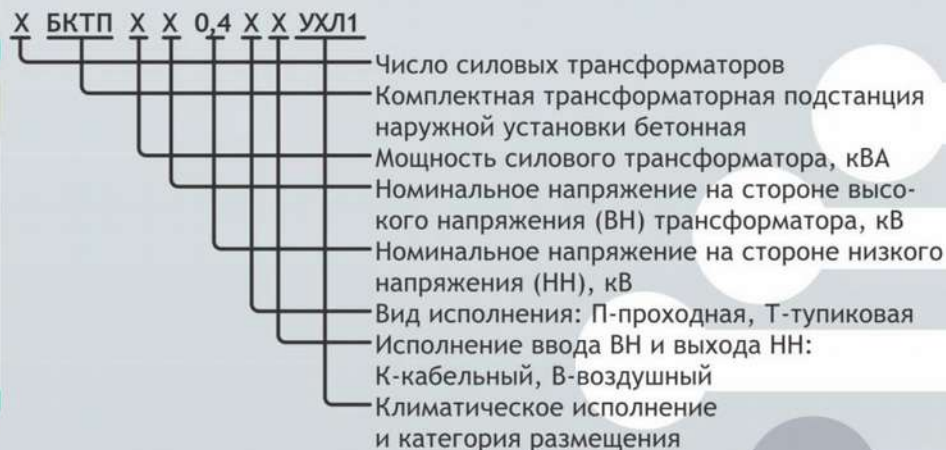 Х БКТП Х Х 0,4 Х Х УХЛ1
Число силовых трансформаторов
Комплектная трансформаторная подстанция
наружной установки бетонная
Мощность силового трансформатора, кВА
Номинальное напряжение на стороне высо-
кого напряжения (ВН) трансформатора, кВ
Номинальное напряжение на стороне низкого
напряжения (НН), кВ
Вид исполнения: П-проходная, Т-тупиковая
Исполнение ввода ВН и выхода НН:
К-кабельный, В-воздушный
Климатическое исполнение
и категория размещения